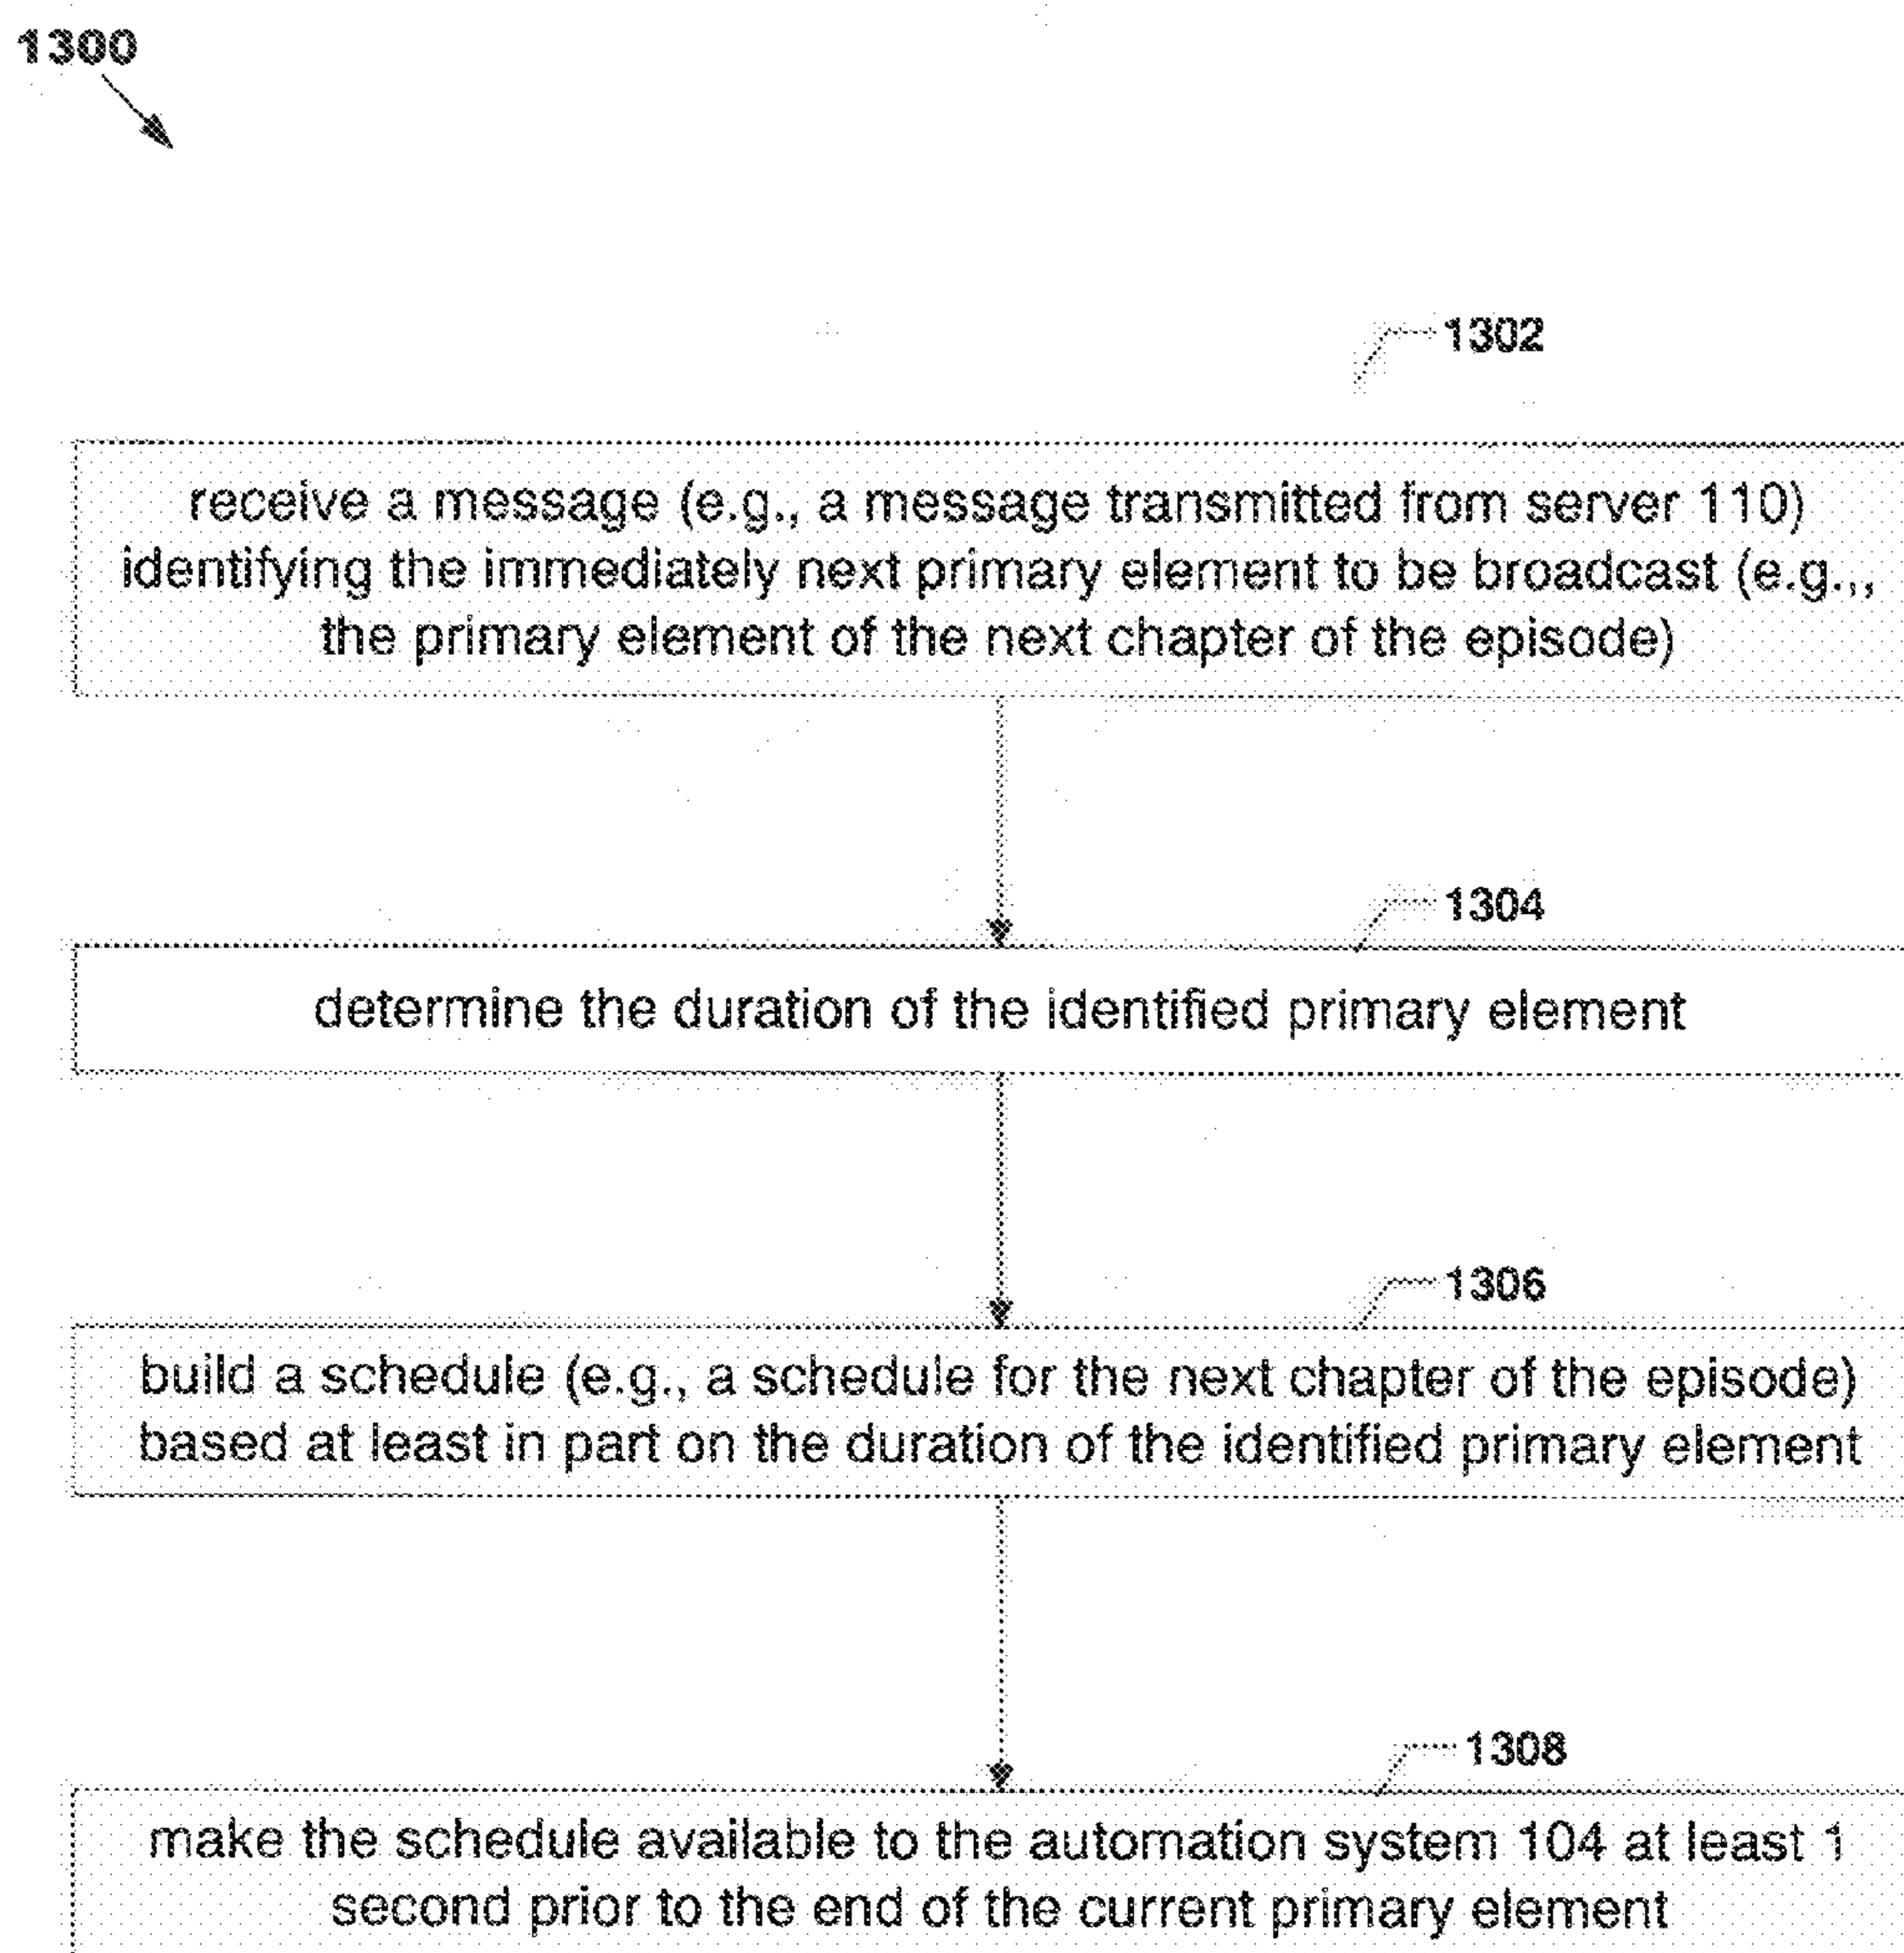 1300
1302
receive a message (e.g., a message transmitted from server 110)
identifying the immediately next primary element to be broadcast (e.g.,,
the primary element of the next chapter of the episode)
1304
determine the duration of the identified primary element
1306
build a schedule (e.g., a schedule for the next chapter of the episode)
based at least in part on the duration of the identified primary element
1308
make the schedule available to the automation system 104 at least 1
second prior to the end of the current primary element